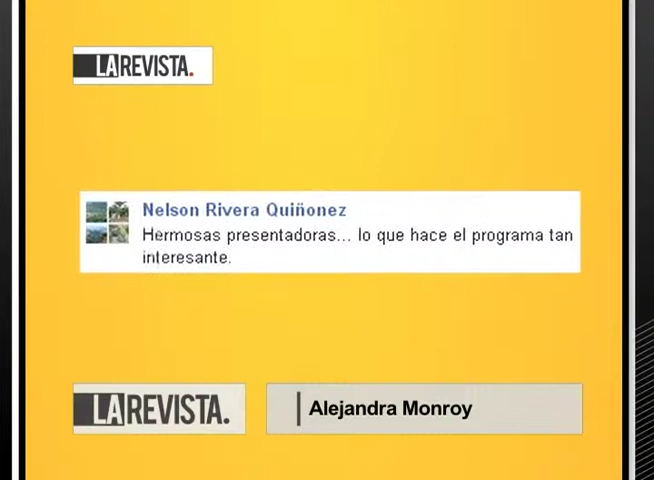 LAREVISTA.
Nelson Rivera Quiñonez
Hermosas presentadoras... lo que hace el programa tan
interesante.
LAREVISTA.
Alejandra Monroy